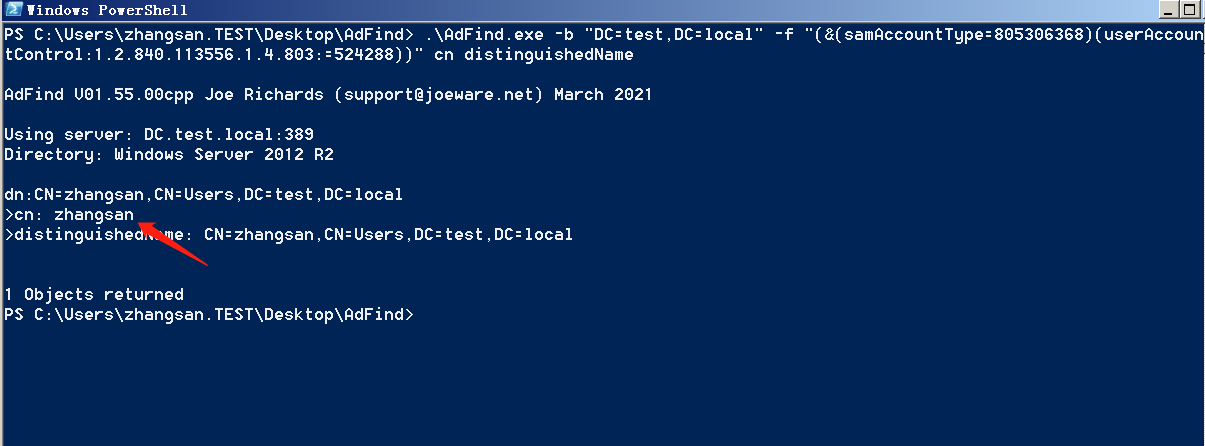 Windows PowerShell
PS C:\Users\zhangsan.TEST\Desktop\AdFind> .\AdFind.exe -b "DC=test,DC=local" -f "(&(samAccountType=805306368)(userAccoun
tControl:1.2.840.113556.1.4.803:=524288))" cn distinguishedName
AdFind V01.55.00cpp Joe Richards (support@joeware.net) March 2021
Using server: DC.test.local:389
Directory: Windows Server 2012 R2
dn:CN=zhangsan,CN=Users,DC=test,DC=local
>cn: zhangsan
>distinguishedName: CN=zhangsan,CN=Users,DC=test,DC=local
1 Objects returned
PS C:\Users\zhangsan.TEST\Desktop\AdFind>